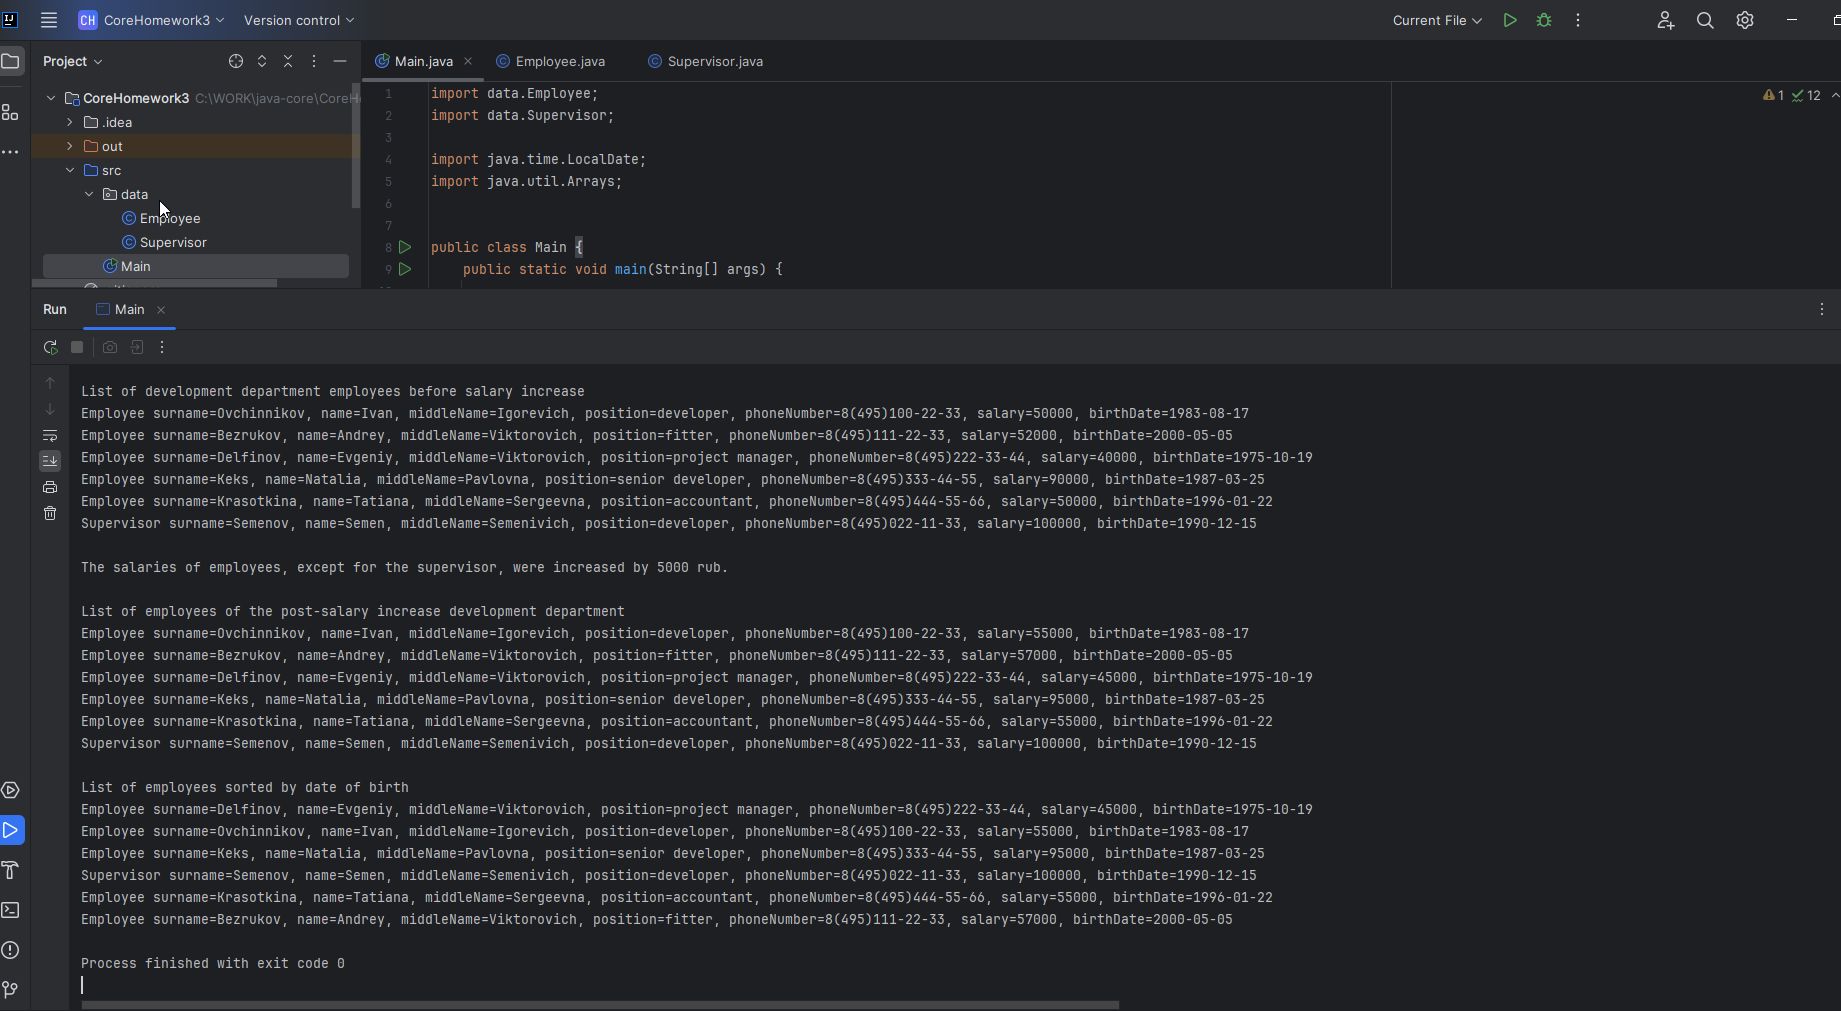 IJ CH CoreHomework3 Version control Current File
Project Main.java Employee.java Supervisor.java
CoreHomework3 C:\WORK\java-core\CoreH
.idea
out
src
data
Employee
Supervisor
Main
1 import data.Employee;
2 import data.Supervisor;
3
4 import java.time.LocalDate;
5 import java.util.Arrays;
6
7
8 public class Main {
9 public static void main(String[] args) {
1 12
Run Main
List of development department employees before salary increase
Employee surname=Ovchinnikov, name=Ivan, middleName=Igorevich, position=developer, phoneNumber=8(495)100-22-33, salary=50000, birthDate=1983-08-17
Employee surname=Bezrukov, name=Andrey, middleName=Viktorovich, position=fitter, phoneNumber=8(495)111-22-33, salary=52000, birthDate=2000-05-05
Employee surname=Delfinov, name=Evgeniy, middleName=Viktorovich, position=project manager, phoneNumber=8(495)222-33-44, salary=40000, birthDate=1975-10-19
Employee surname=Keks, name=Natalia, middleName=Pavlovna, position=senior developer, phoneNumber=8(495)333-44-55, salary=90000, birthDate=1987-03-25
Employee surname=Krasotkina, name=Tatiana, middleName=Sergeevna, position=accountant, phoneNumber=8(495)444-55-66, salary=50000, birthDate=1996-01-22
Supervisor surname=Semenov, name=Semen, middleName=Semenivich, position=developer, phoneNumber=8(495)022-11-33, salary=100000, birthDate=1990-12-15
The salaries of employees, except for the supervisor, were increased by 5000 rub.
List of employees of the post-salary increase development department
Employee surname=Ovchinnikov, name=Ivan, middleName=Igorevich, position=developer, phoneNumber=8(495)100-22-33, salary=55000, birthDate=1983-08-17
Employee surname=Bezrukov, name=Andrey, middleName=Viktorovich, position=fitter, phoneNumber=8(495)111-22-33, salary=57000, birthDate=2000-05-05
Employee surname=Delfinov, name=Evgeniy, middleName=Viktorovich, position=project manager, phoneNumber=8(495)222-33-44, salary=45000, birthDate=1975-10-19
Employee surname=Keks, name=Natalia, middleName=Pavlovna, position=senior developer, phoneNumber=8(495)333-44-55, salary=95000, birthDate=1987-03-25
Employee surname=Krasotkina, name=Tatiana, middleName=Sergeevna, position=accountant, phoneNumber=8(495)444-55-66, salary=55000, birthDate=1996-01-22
Supervisor surname=Semenov, name=Semen, middleName=Semenivich, position=developer, phoneNumber=8(495)022-11-33, salary=100000, birthDate=1990-12-15
List of employees sorted by date of birth
Employee surname=Delfinov, name=Evgeniy, middleName=Viktorovich, position=project manager, phoneNumber=8(495)222-33-44, salary=45000, birthDate=1975-10-19
Employee surname=Ovchinnikov, name=Ivan, middleName=Igorevich, position=developer, phoneNumber=8(495)100-22-33, salary=55000, birthDate=1983-08-17
Employee surname=Keks, name=Natalia, middleName=Pavlovna, position=senior developer, phoneNumber=8(495)333-44-55, salary=95000, birthDate=1987-03-25
Supervisor surname=Semenov, name=Semen, middleName=Semenivich, position=developer, phoneNumber=8(495)022-11-33, salary=100000, birthDate=1990-12-15
Employee surname=Krasotkina, name=Tatiana, middleName=Sergeevna, position=accountant, phoneNumber=8(495)444-55-66, salary=55000, birthDate=1996-01-22
Employee surname=Bezrukov, name=Andrey, middleName=Viktorovich, position=fitter, phoneNumber=8(495)111-22-33, salary=57000, birthDate=2000-05-05
Process finished with exit code 0